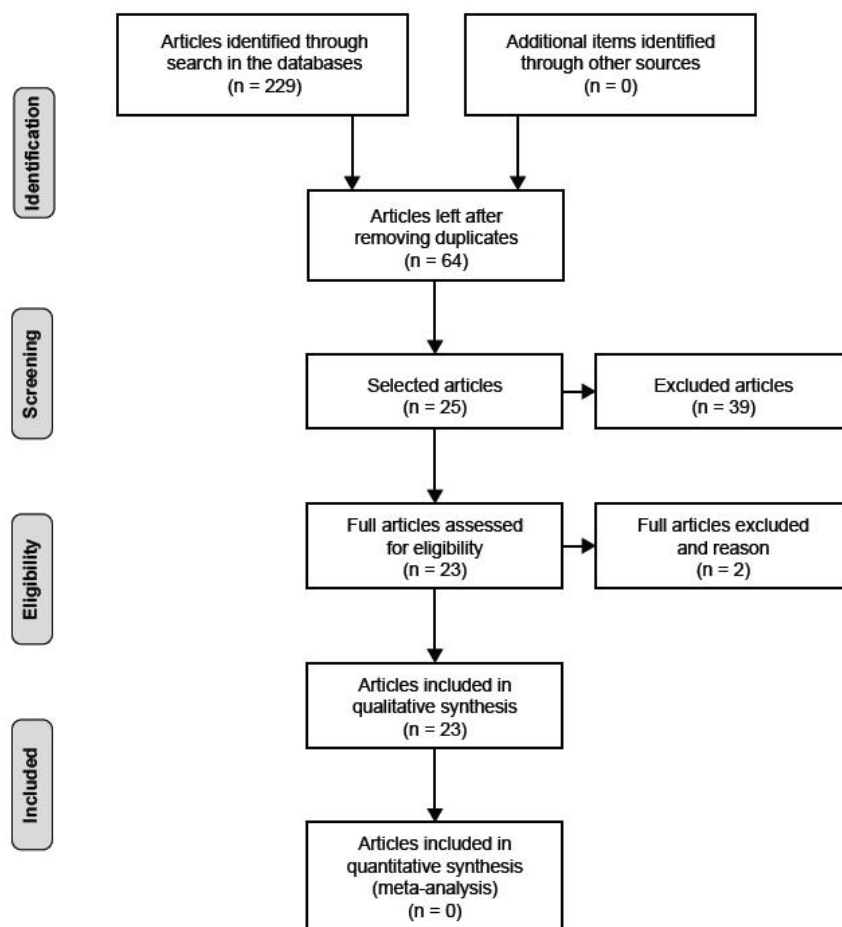 Articles identified through
search in the databases
(n = 229)
Additional items identified
through other sources
(n = 0)
Identification
Articles left after
removing duplicates
(n = 64)
Screening
Selected articles
(n = 25)
Excluded articles
(n = 39)
Eligibility
Full articles assessed
for eligibility
(n = 23)
Full articles excluded
and reason
(n = 2)
Included
Articles included in
qualitative synthesis
(n = 23)
Articles included in
quantitative synthesis
(meta-analysis)
(n = 0)